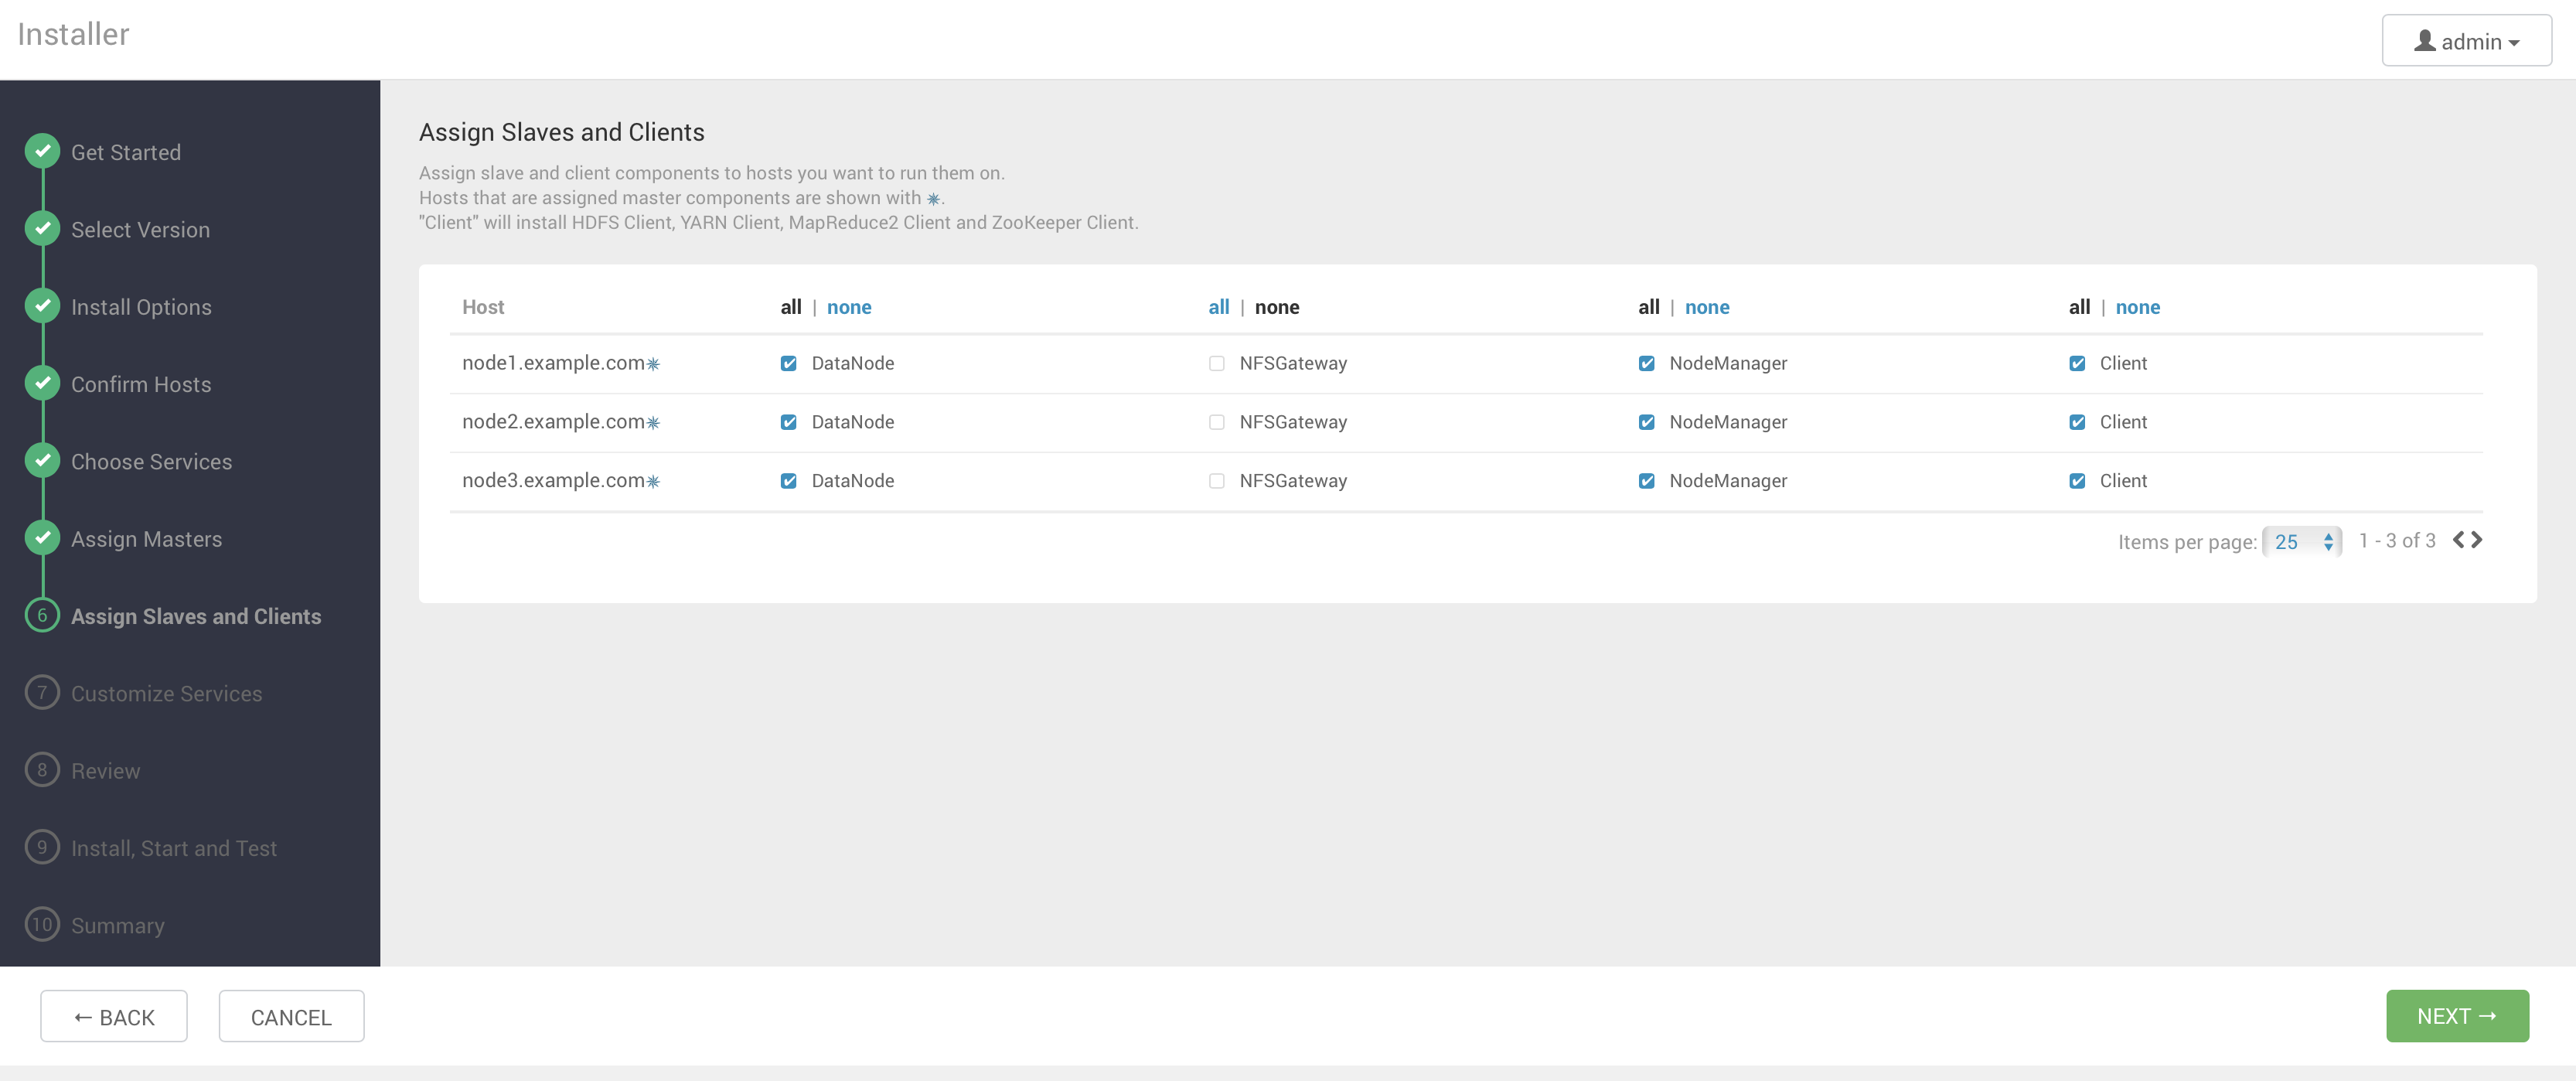 Installer
admin
Get Started
Select Version
Install Options
Confirm Hosts
Choose Services
Assign Masters
6 Assign Slaves and Clients
7 Customize Services
8 Review
9 Install, Start and Test
10 Summary
Assign Slaves and Clients
Assign slave and client components to hosts you want to run them on.
Hosts that are assigned master components are shown with ✷.
"Client" will install HDFS Client, YARN Client, MapReduce2 Client and ZooKeeper Client.
Host all | none all | none all | none all | none
node1.example.com✷ DataNode NFSGateway NodeManager Client
node2.example.com✷ DataNode NFSGateway NodeManager Client
node3.example.com✷ DataNode NFSGateway NodeManager Client
Items per page: 25 1 - 3 of 3
← BACK CANCEL NEXT →